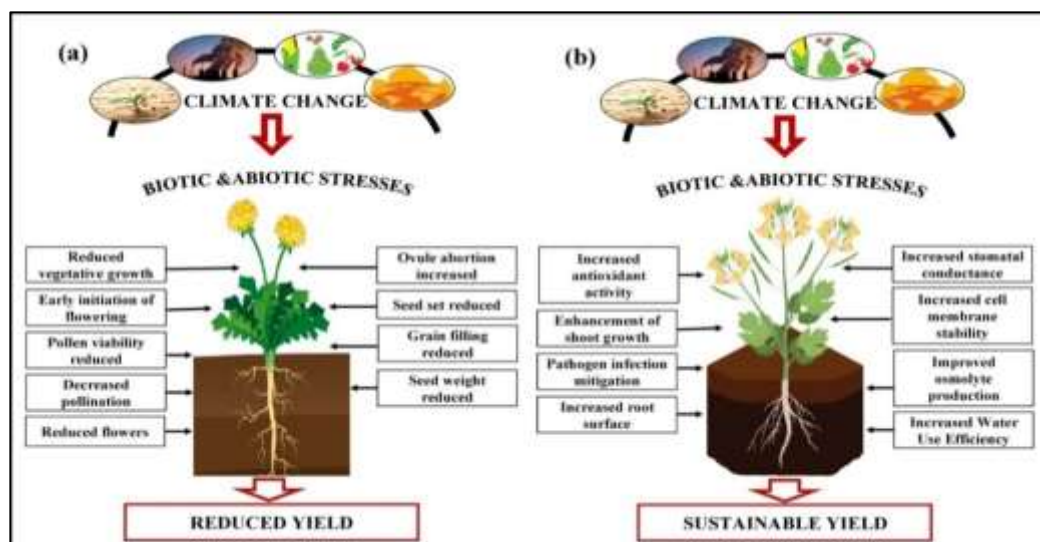 (a)
CLIMATE CHANGE
BIOTIC &ABIOTIC STRESSES
Reduced
vegetative growth
Early initiation of
flowering
Pollen viability
reduced
Decreased
pollination
Reduced flowers
Ovule abortion
increased
Seed set reduced
Grain filling
reduced
Seed weight
reduced
REDUCED YIELD
(b)
CLIMATE CHANGE
BIOTIC &ABIOTIC STRESSES
Increased
antioxidant
activity
Enhancement of
shoot growth
Pathogen infection
mitigation
Increased root
surface
Increased stomatal
conductance
Increased cell
membrane
stability
Improved
osmolyte
production
Increased Water
Use Efficiency
SUSTAINABLE YIELD